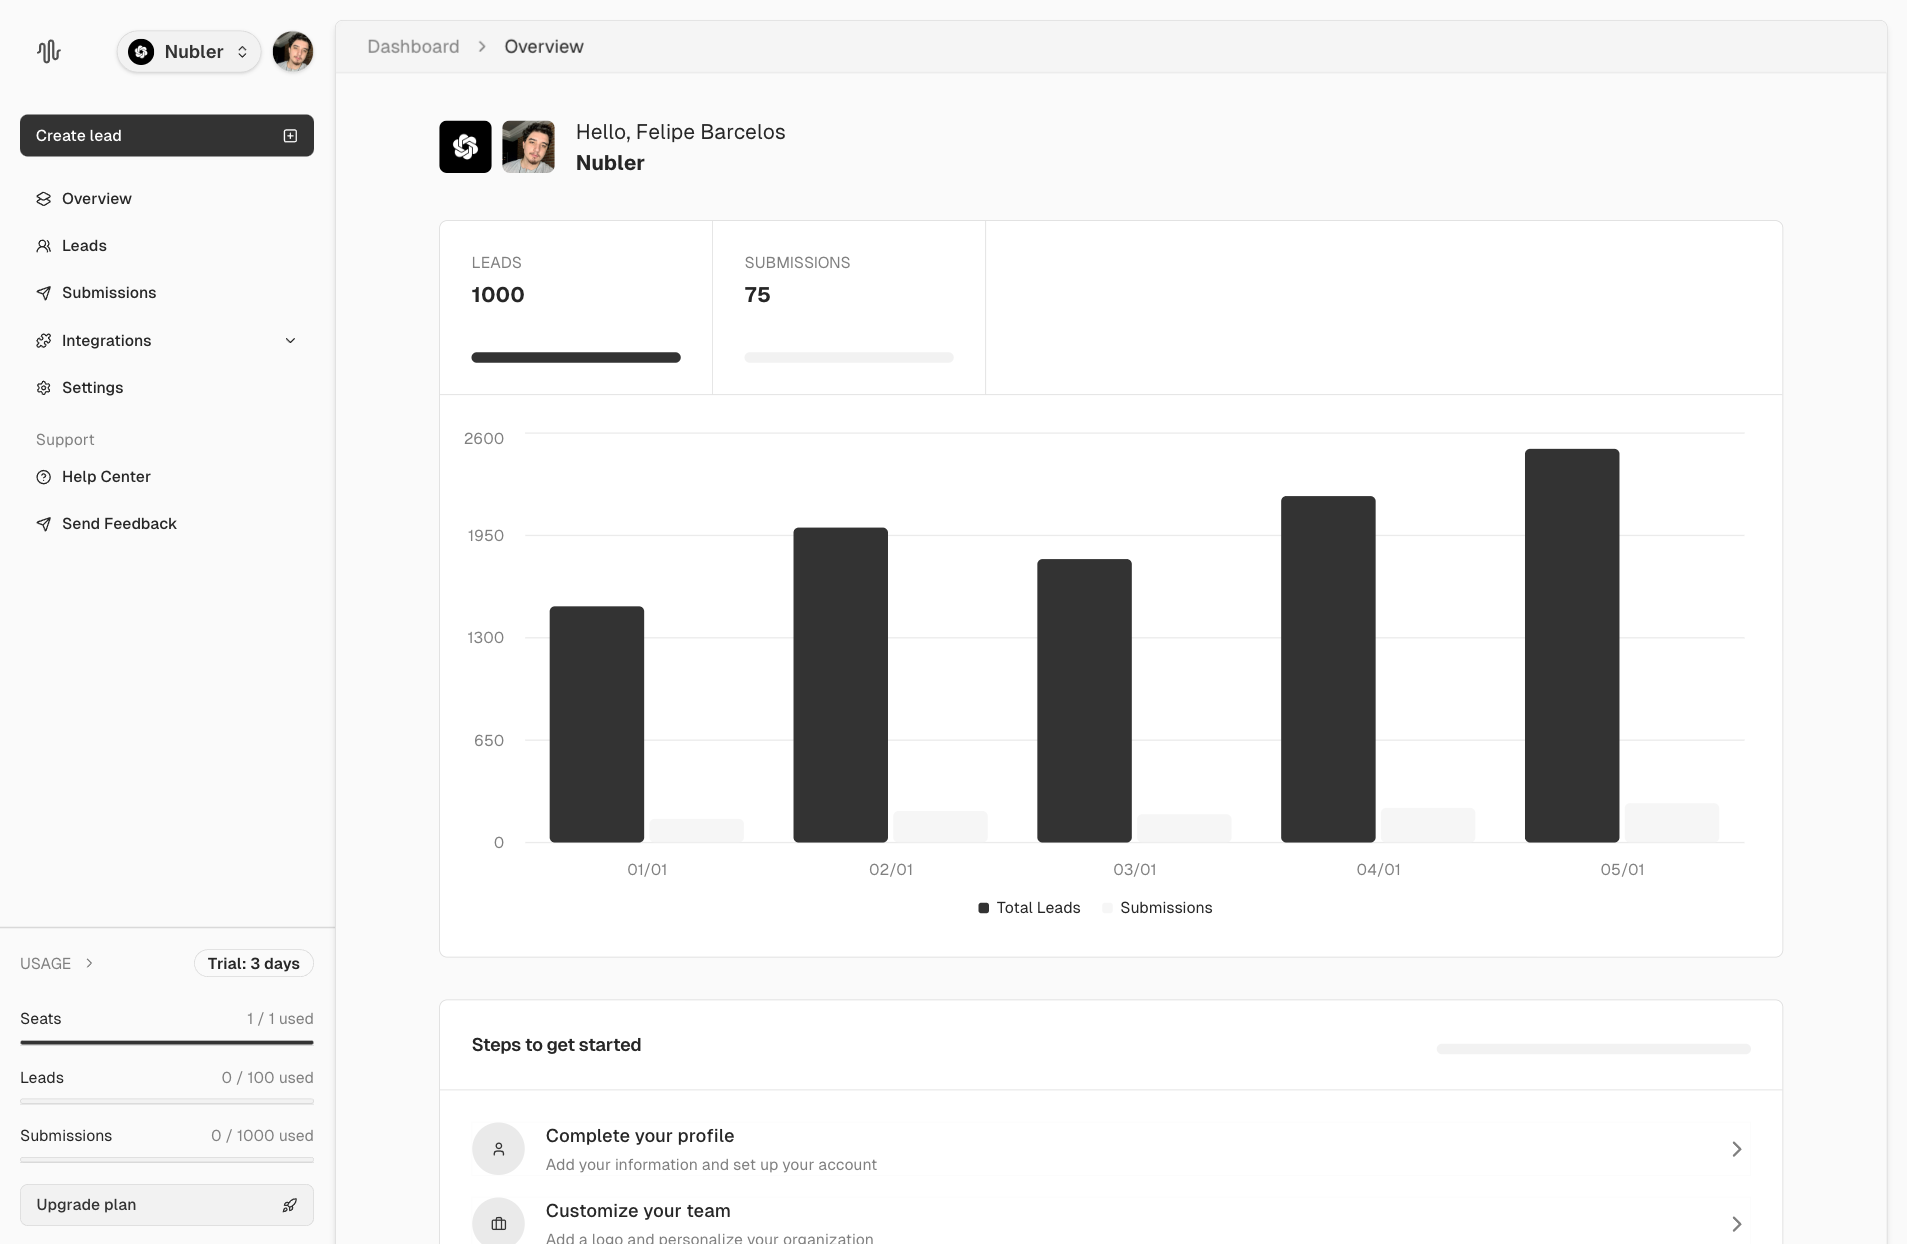 Nubler
Create lead
Overview
Leads
Submissions
Integrations
Settings
Support
Help Center
Send Feedback
USAGE
Trial: 3 days
Seats
1 / 1 used
Leads
0 / 100 used
Submissions
0 / 1000 used
Upgrade plan
Dashboard
Overview
Hello, Felipe Barcelos
Nubler
LEADS
1000
SUBMISSIONS
75
2600
1950
1300
650
0
01/01
02/01
03/01
04/01
05/01
Total Leads
Submissions
Steps to get started
Complete your profile
Add your information and set up your account
Customize your team
Add a logo and personalize your organization